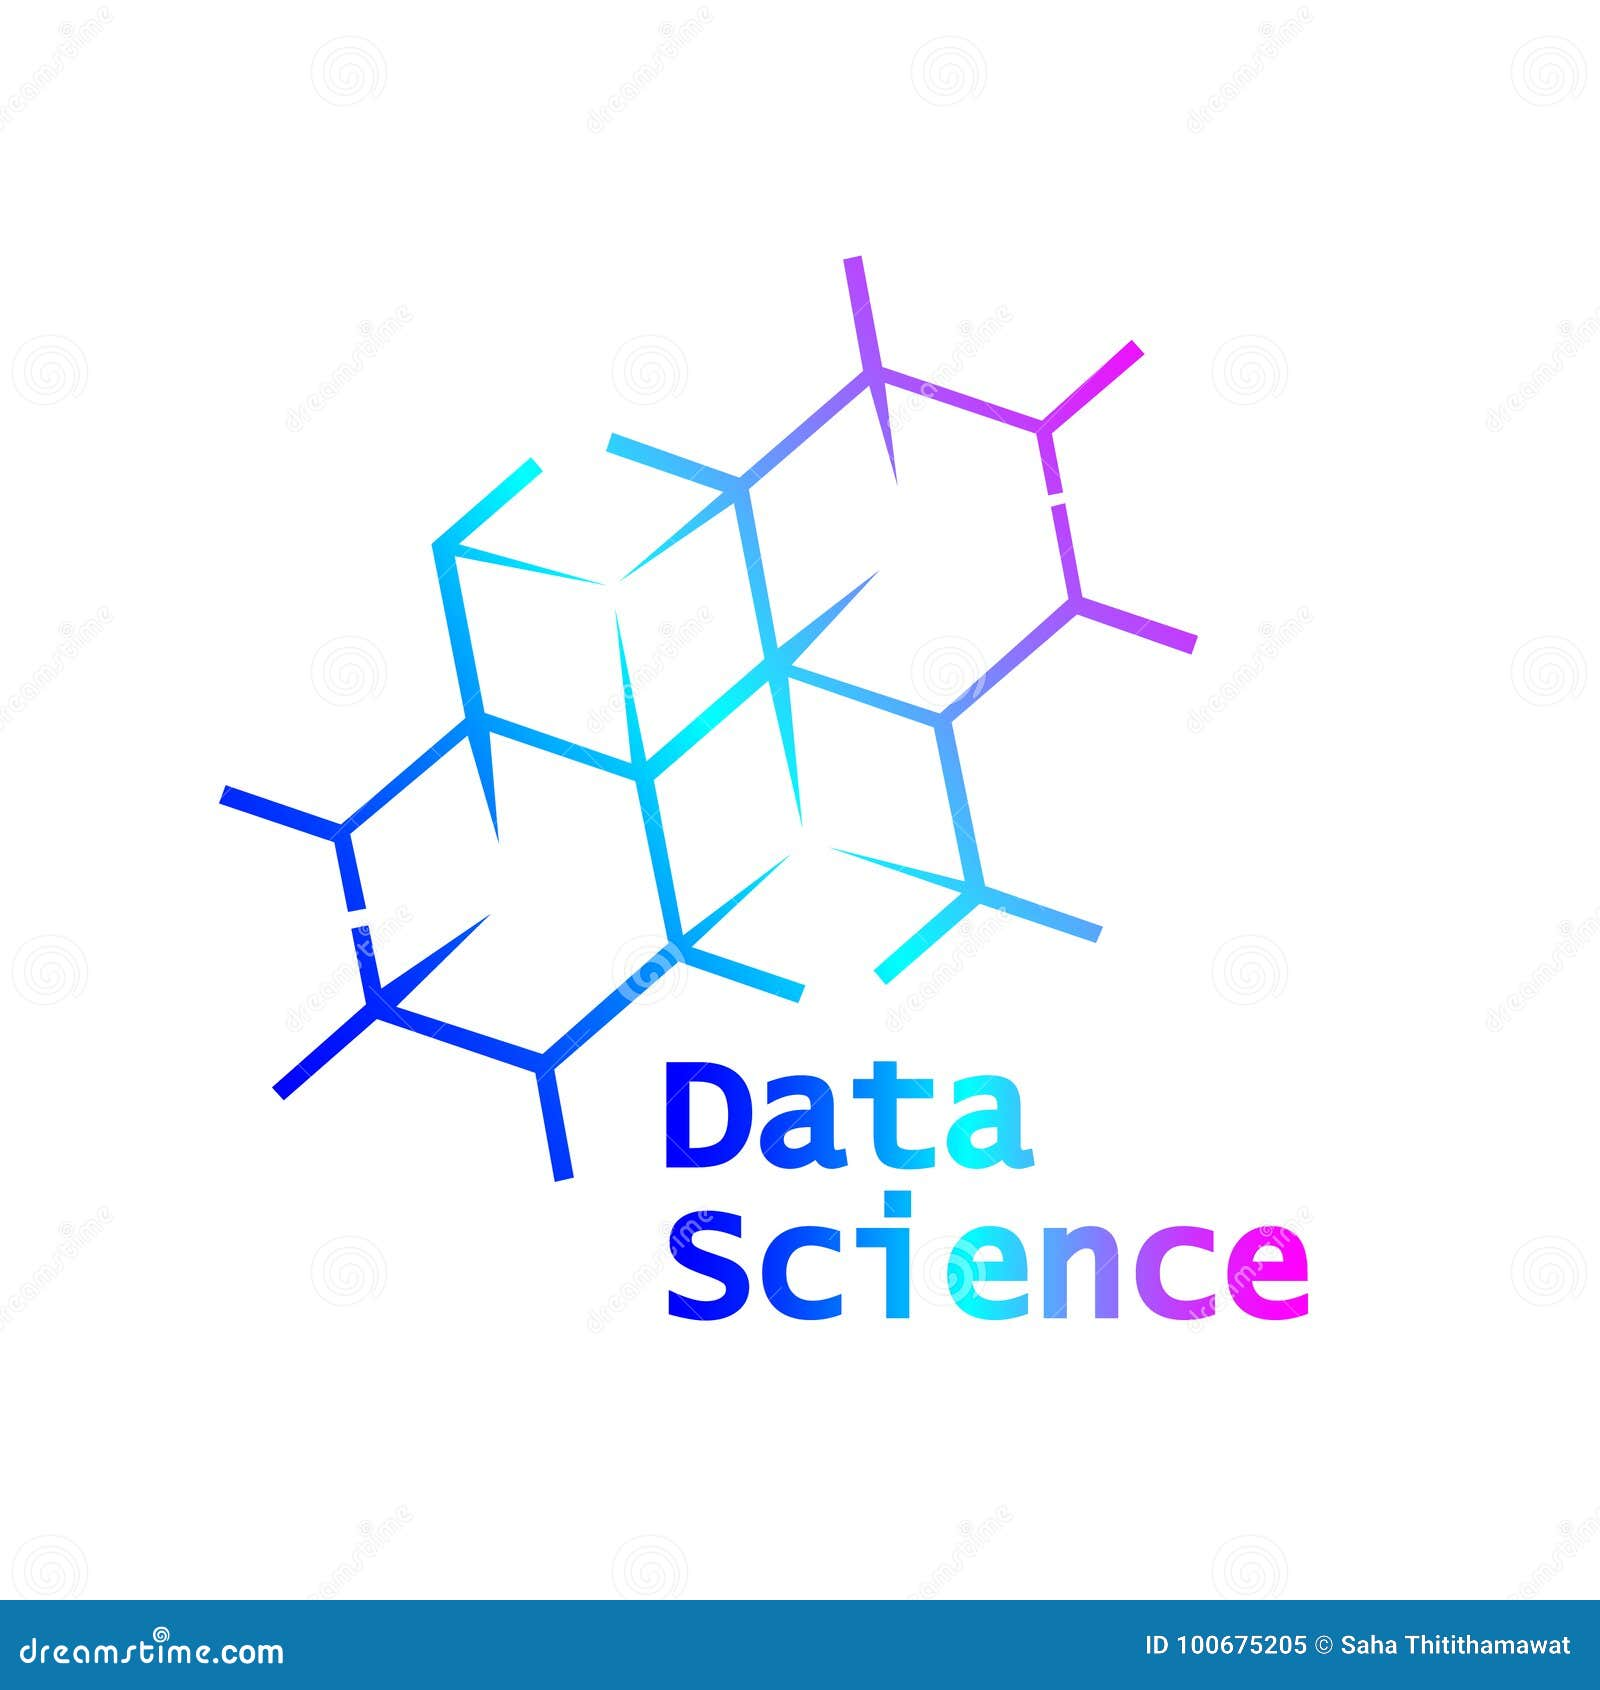 Data
Science
dreamstime.com
ID 100675205 © Saha Thitithamawat